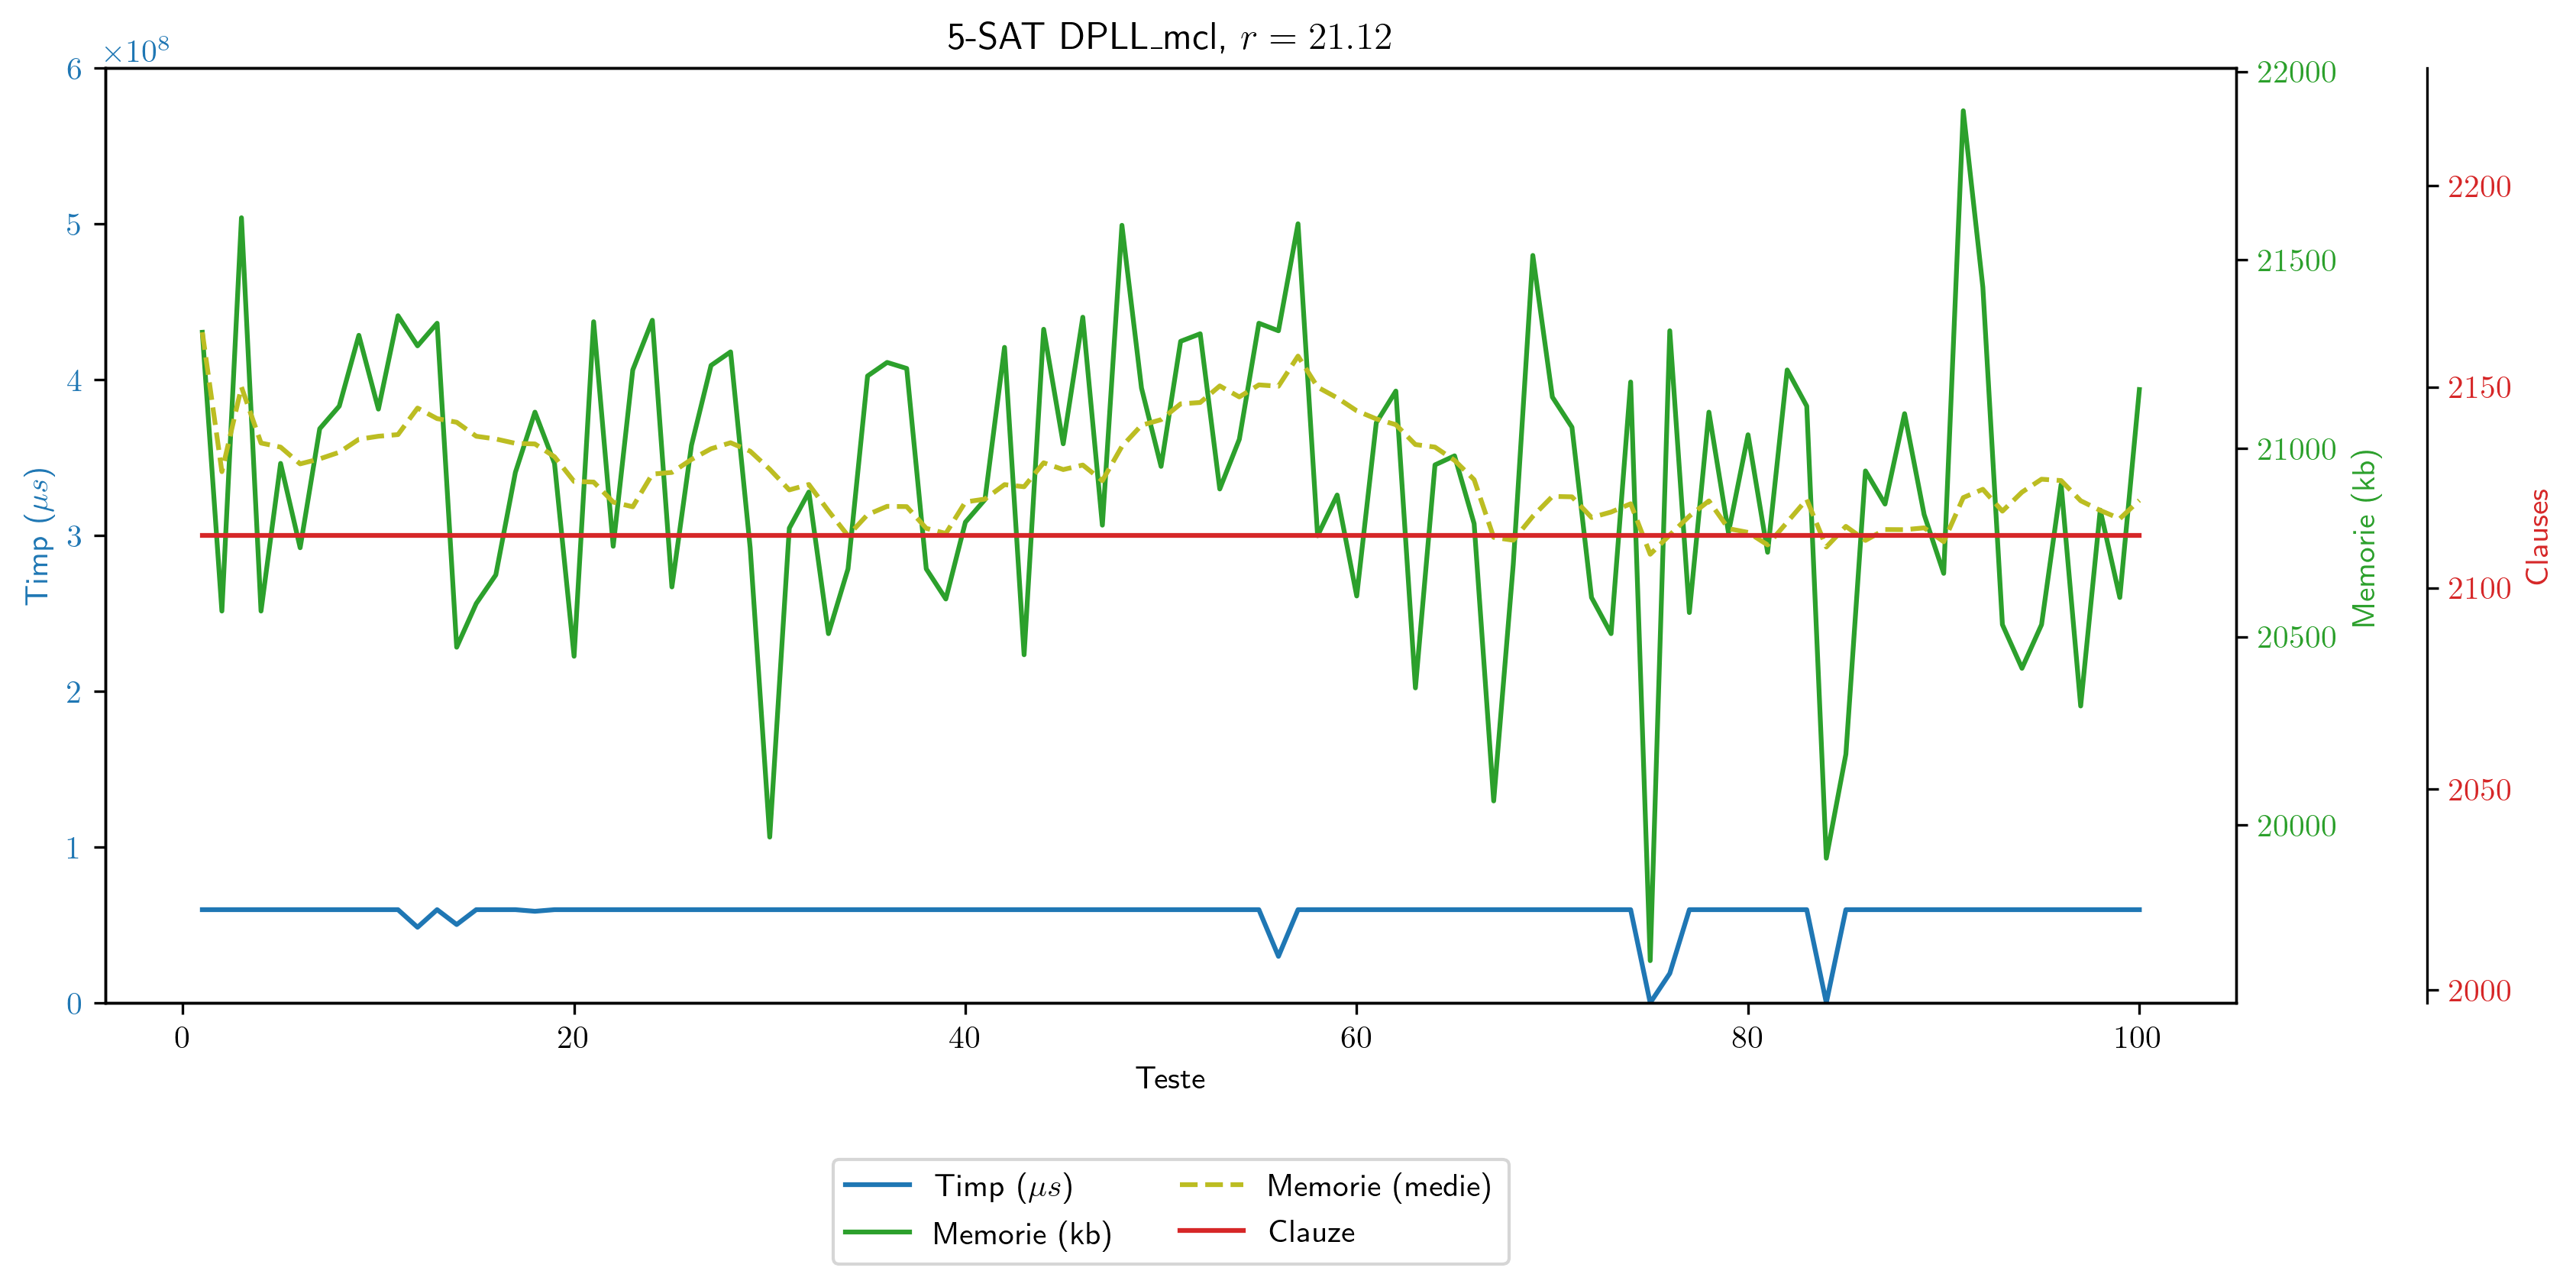 5-SAT DPLL_mcl, r = 21.12
×10⁸
6
5
4
3
2
1
0
Timp (μs)
22000
21500
21000
20500
20000
Memorie (kb)
2200
2150
2100
2050
2000
Clauses
0 20 40 60 80 100
Teste
Timp (μs) Memorie (medie)
Memorie (kb) Clauze